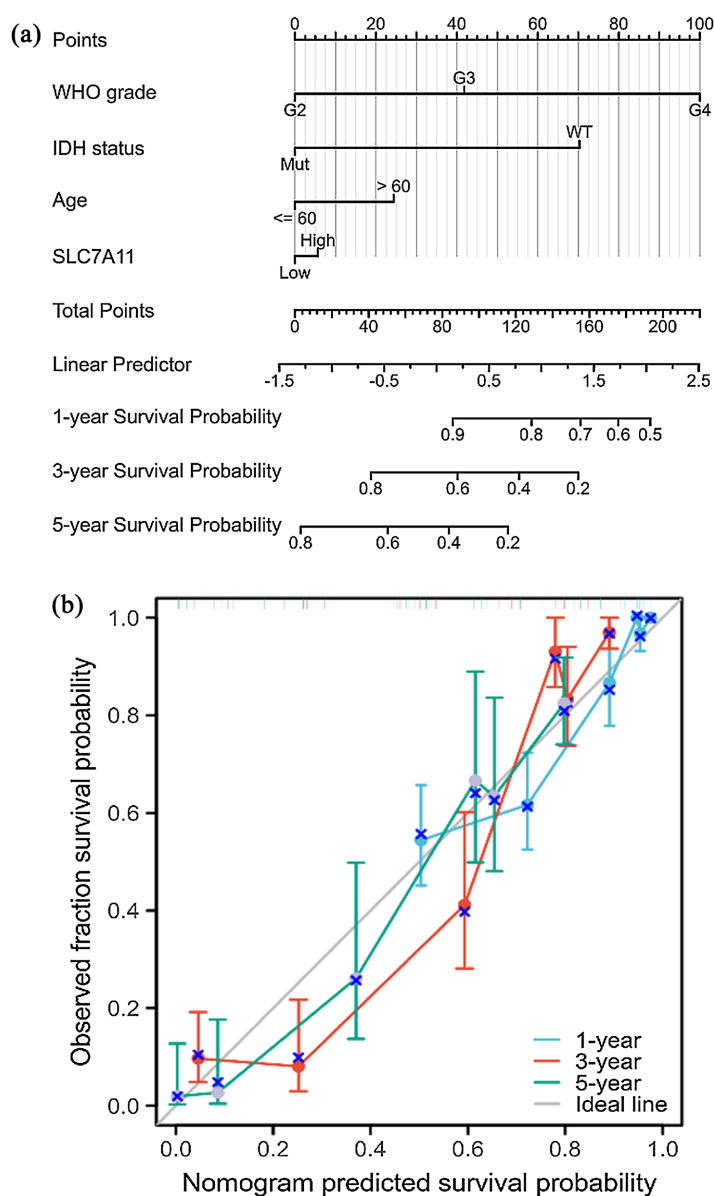 (a)
Points 0 20 40 60 80 100
WHO grade G2 G3 G4
IDH status Mut WT
Age <= 60 > 60
SLC7A11 Low High
Total Points 0 40 80 120 160 200
Linear Predictor -1.5 -0.5 0.5 1.5 2.5
1-year Survival Probability 0.9 0.8 0.7 0.6 0.5
3-year Survival Probability 0.8 0.6 0.4 0.2
5-year Survival Probability 0.8 0.6 0.4 0.2
(b)
Observed fraction survival probability
1.0
0.8
0.6
0.4
0.2
0.0
1-year
3-year
5-year
Ideal line
0.0 0.2 0.4 0.6 0.8 1.0
Nomogram predicted survival probability